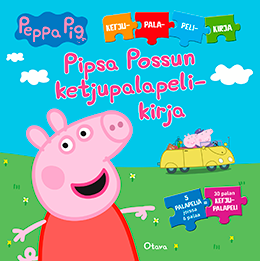 Peppa Pig
KETJU- PALA- PELI- KIRJA
Pipsa Possun
ketjupalapeli-
kirja
5
PALAPELIÄ
joissa
6 palaa
=
30 palan
KETJU-
PALAPELI
Otava